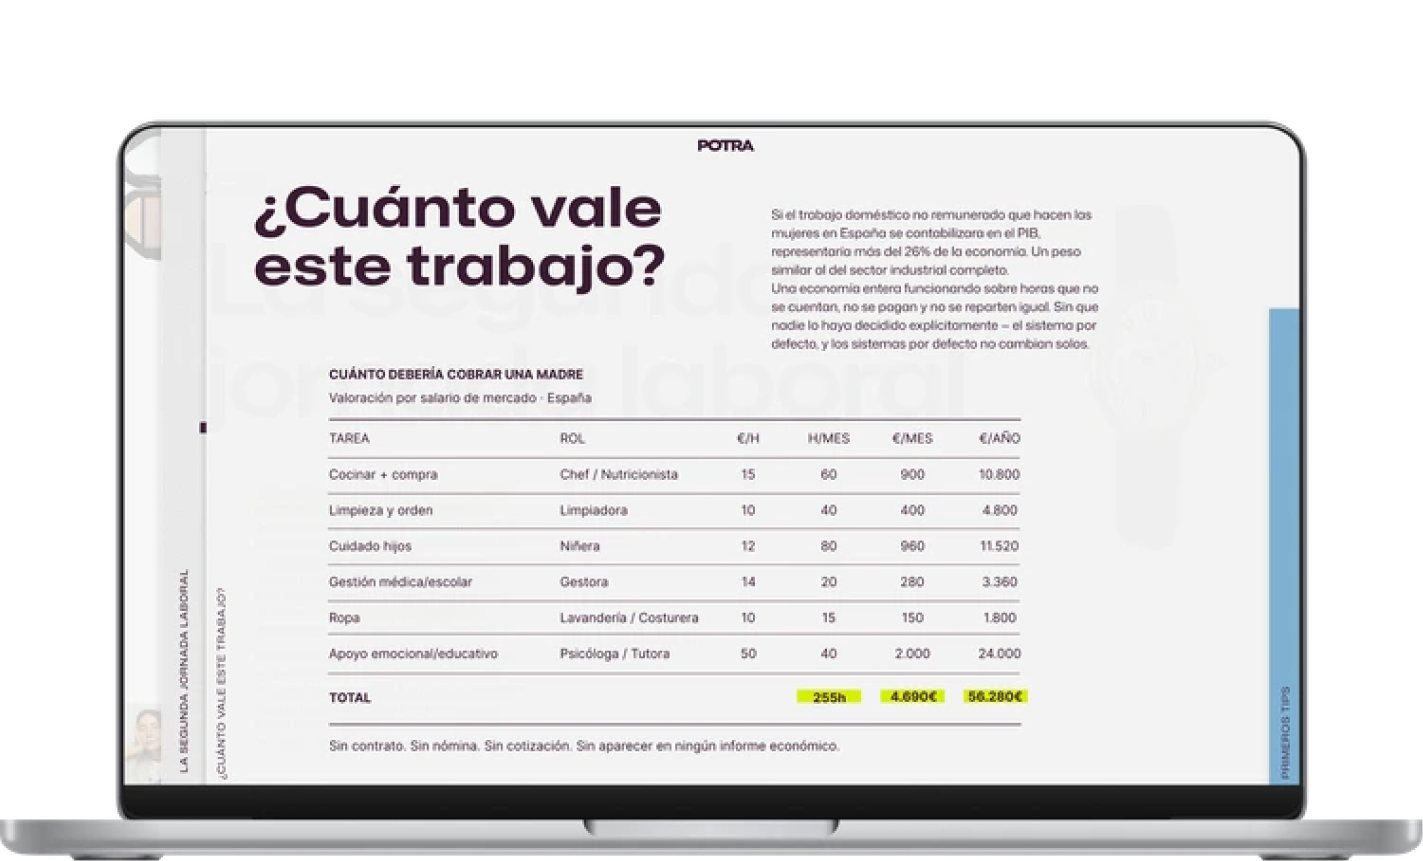 POTRA
¿Cuánto vale
este trabajo?
Si el trabajo doméstico no remunerado que hacen las
mujeres en España se contabilizara en el PIB,
representaría más del 26% de la economía. Un peso
similar al del sector industrial completo.
Una economía entera funcionando sobre horas que no
se cuentan, no se pagan y no se reparten igual. Sin que
nadie lo haya decidido explícitamente — el sistema por
defecto, y los sistemas por defecto no cambian solos.
La segunda
jornada laboral
CUÁNTO DEBERÍA COBRAR UNA MADRE
Valoración por salario de mercado · España
TAREA ROL €/H H/MES €/MES €/AÑO
Cocinar + compra Chef / Nutricionista 15 60 900 10.800
Limpieza y orden Limpiadora 10 40 400 4.800
Cuidado hijos Niñera 12 80 960 11.520
Gestión médica/escolar Gestora 14 20 280 3.360
Ropa Lavandería / Costurera 10 15 150 1.800
Apoyo emocional/educativo Psicóloga / Tutora 50 40 2.000 24.000
TOTAL 255h 4.690€ 56.280€
Sin contrato. Sin nómina. Sin cotización. Sin aparecer en ningún informe económico.
LA SEGUNDA JORNADA LABORAL
¿CUÁNTO VALE ESTE TRABAJO?
PRIMEROS TIPS